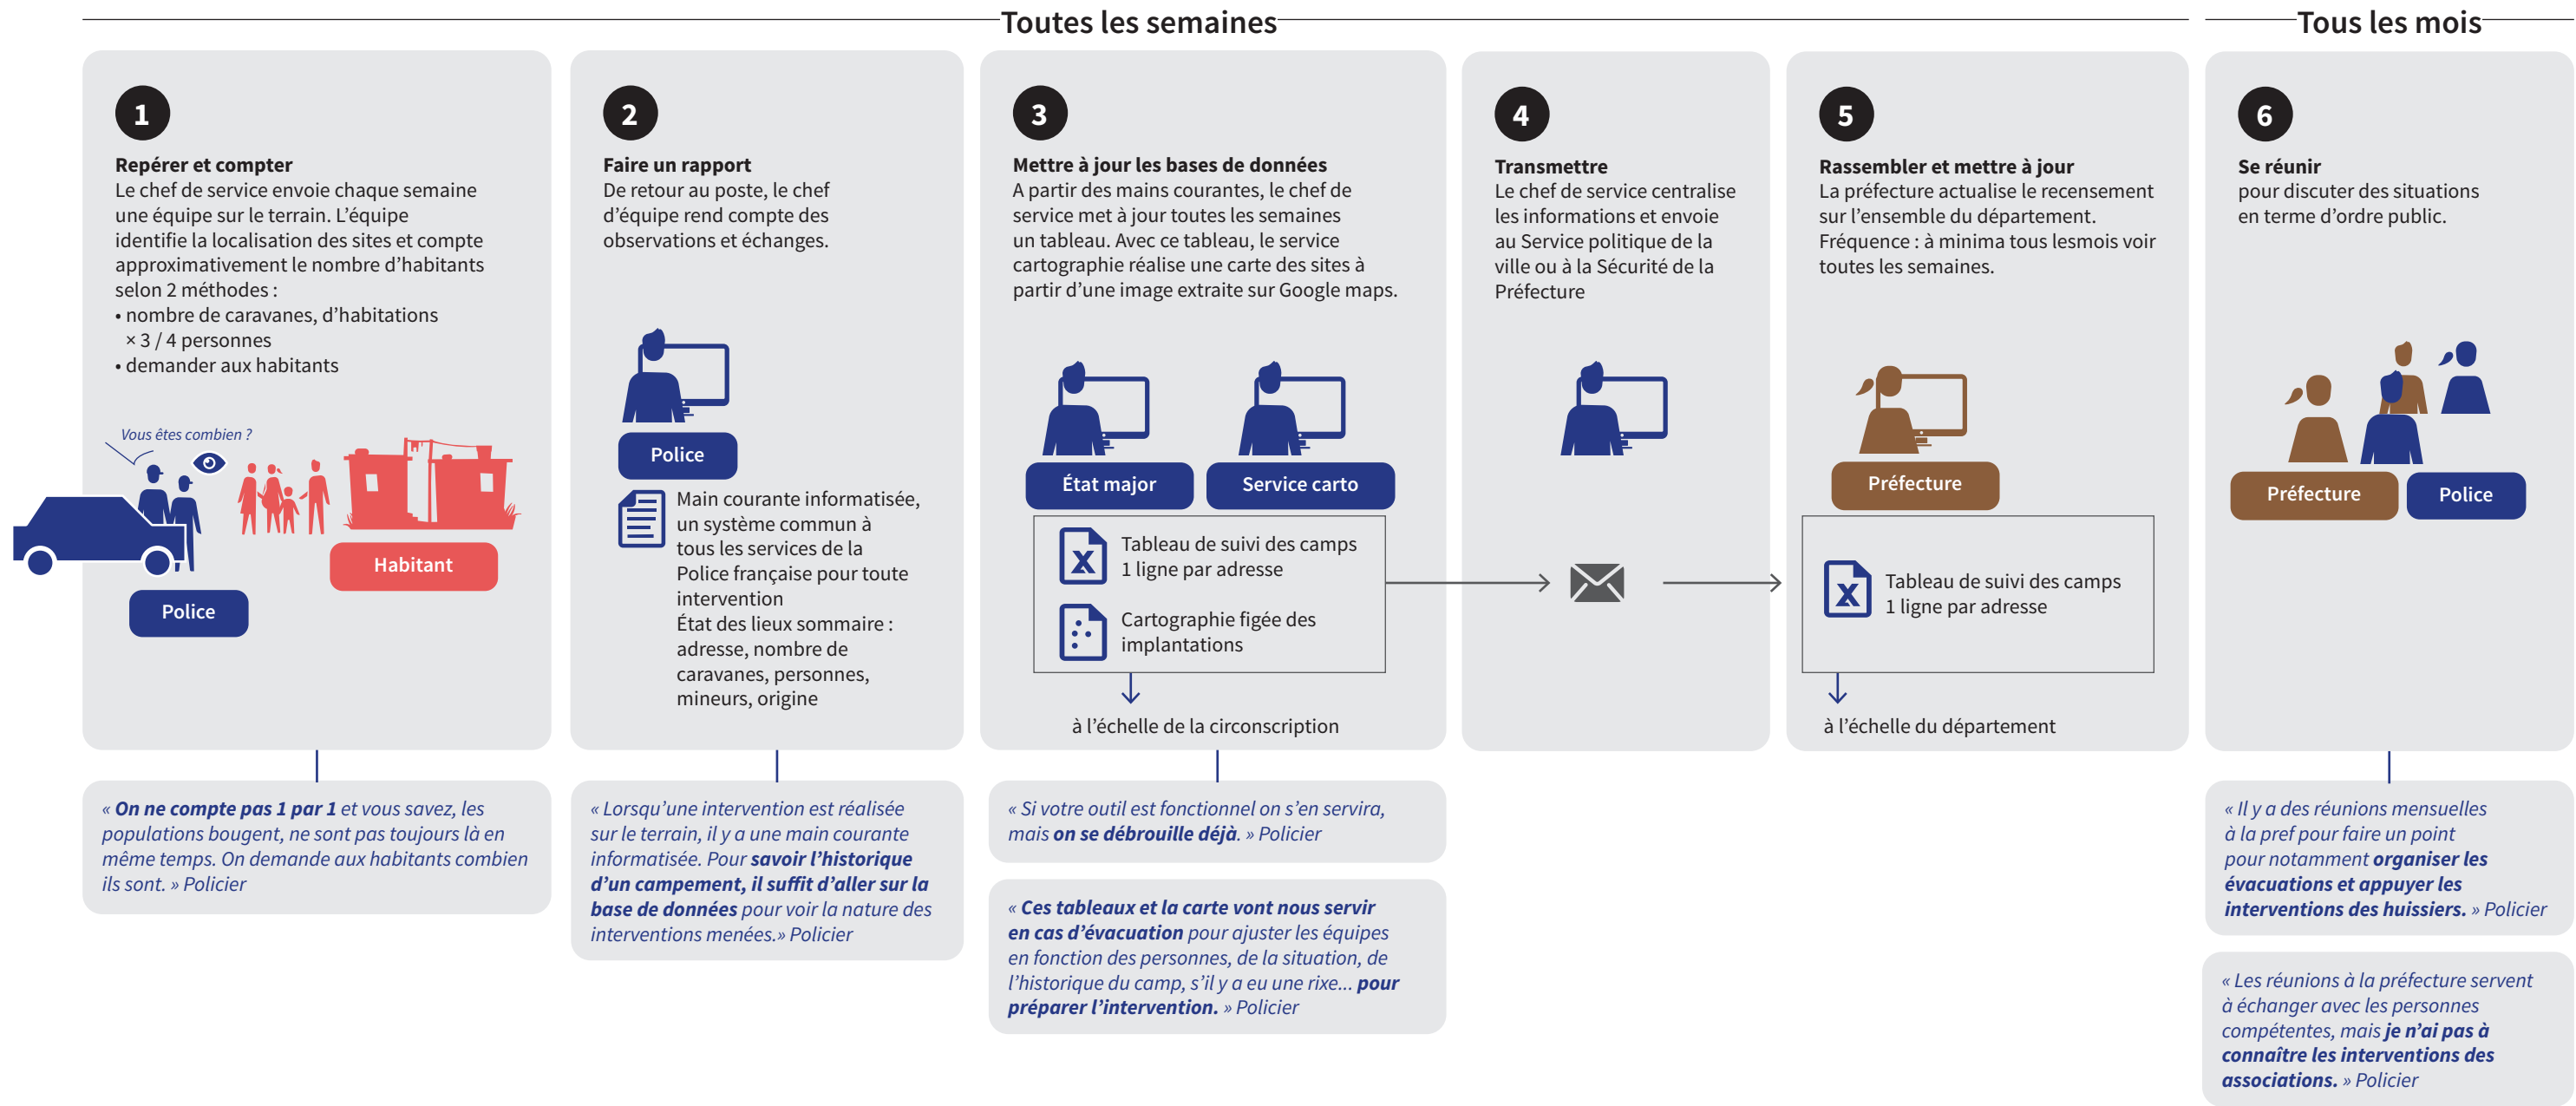 Toutes les semaines
Tous les mois
1
Repérer et compter
Le chef de service envoie chaque semaine
une équipe sur le terrain. L’équipe
identifie la localisation des sites et compte
approximativement le nombre d’habitants
selon 2 méthodes :
• nombre de caravanes, d’habitations
× 3 / 4 personnes
• demander aux habitants
Vous êtes combien ?
Habitant
Police
« On ne compte pas 1 par 1 et vous savez, les
populations bougent, ne sont pas toujours là en
même temps. On demande aux habitants combien
ils sont. » Policier
2
Faire un rapport
De retour au poste, le chef
d’équipe rend compte des
observations et échanges.
Police
Main courante informatisée,
un système commun à
tous les services de la
Police française pour toute
intervention
État des lieux sommaire :
adresse, nombre de
caravanes, personnes,
mineurs, origine
« Lorsqu’une intervention est réalisée
sur le terrain, il y a une main courante
informatisée. Pour savoir l’historique
d’un campement, il suffit d’aller sur la
base de données pour voir la nature des
interventions menées.» Policier
3
Mettre à jour les bases de données
A partir des mains courantes, le chef de
service met à jour toutes les semaines
un tableau. Avec ce tableau, le service
cartographie réalise une carte des sites à
partir d’une image extraite sur Google maps.
État major
Service carto
X
Tableau de suivi des camps
1 ligne par adresse
Cartographie figée des
implantations
à l’échelle de la circonscription
« Si votre outil est fonctionnel on s’en servira,
mais on se débrouille déjà. » Policier
« Ces tableaux et la carte vont nous servir
en cas d’évacuation pour ajuster les équipes
en fonction des personnes, de la situation, de
l’historique du camp, s’il y a eu une rixe... pour
préparer l’intervention. » Policier
4
Transmettre
Le chef de service centralise
les informations et envoie
au Service politique de la
ville ou à la Sécurité de la
Préfecture
5
Rassembler et mettre à jour
La préfecture actualise le recensement
sur l’ensemble du département.
Fréquence : à minima tous lesmois voir
toutes les semaines.
Préfecture
X
Tableau de suivi des camps
1 ligne par adresse
à l’échelle du département
6
Se réunir
pour discuter des situations
en terme d’ordre public.
Préfecture
Police
« Il y a des réunions mensuelles
à la pref pour faire un point
pour notamment organiser les
évacuations et appuyer les
interventions des huissiers. » Policier
« Les réunions à la préfecture servent
à échanger avec les personnes
compétentes, mais je n’ai pas à
connaître les interventions des
associations. » Policier